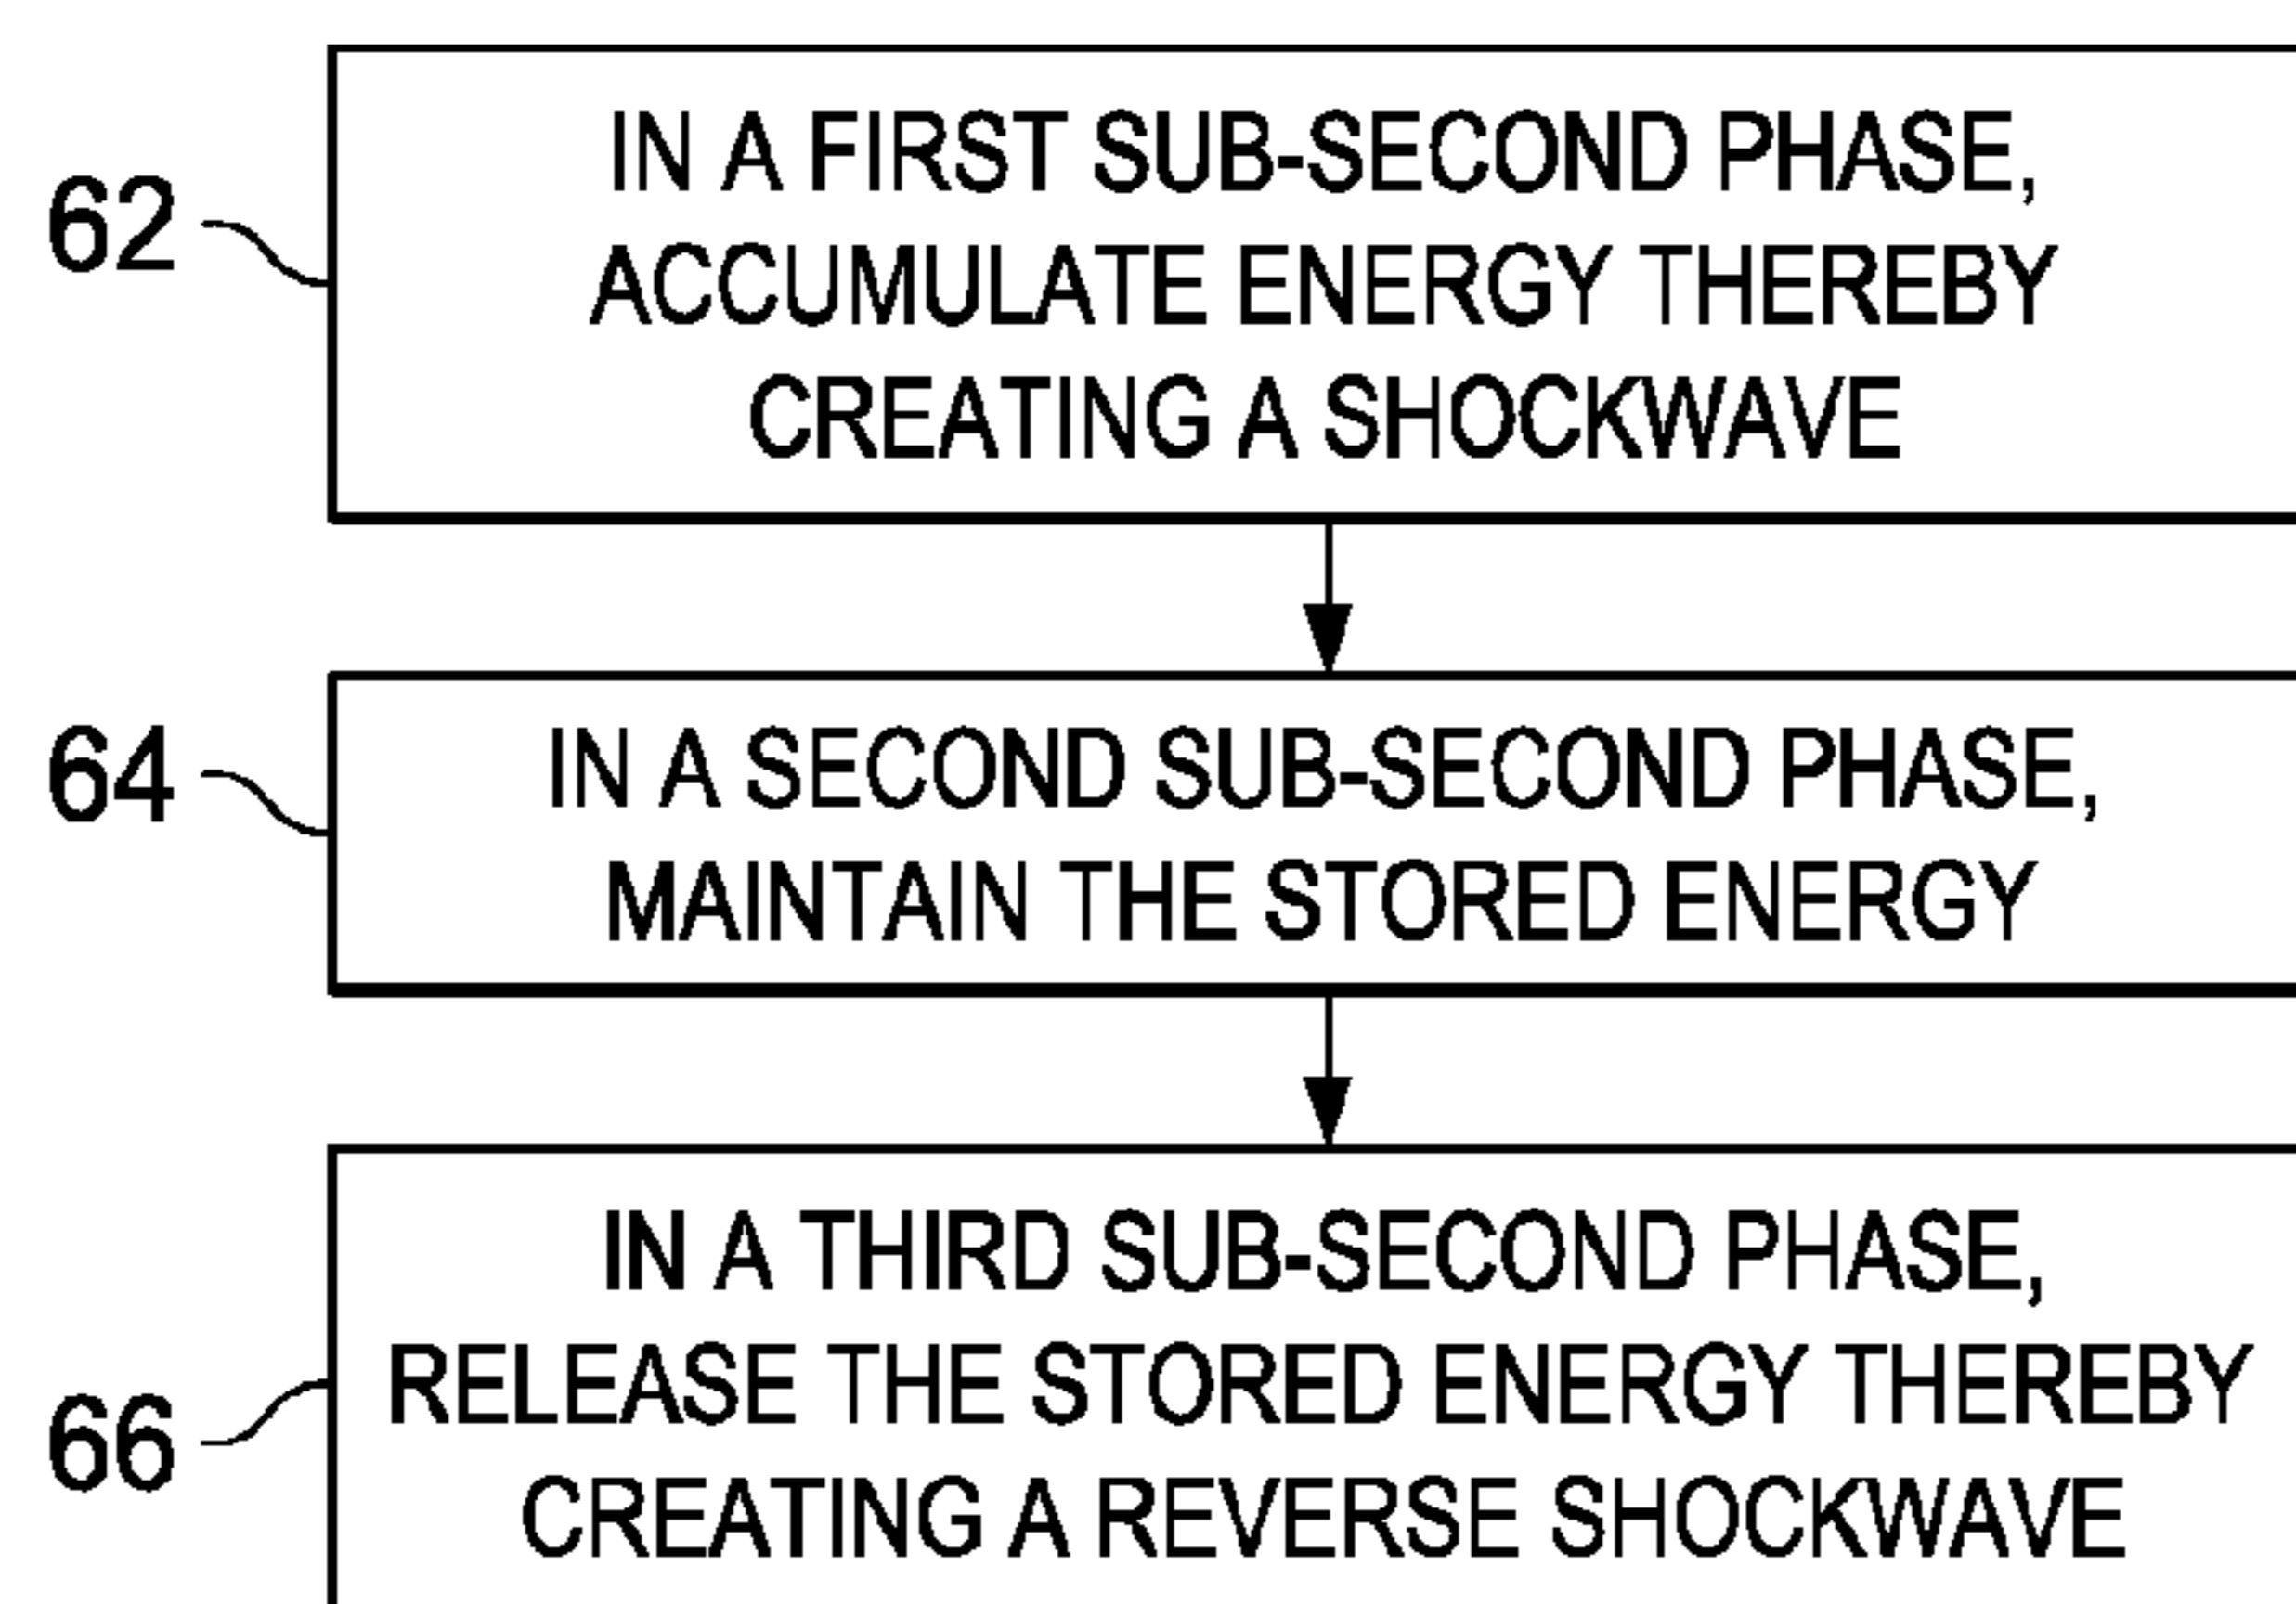 62
IN A FIRST SUB-SECOND PHASE,
ACCUMULATE ENERGY THEREBY
CREATING A SHOCKWAVE
64
IN A SECOND SUB-SECOND PHASE,
MAINTAIN THE STORED ENERGY
66
IN A THIRD SUB-SECOND PHASE,
RELEASE THE STORED ENERGY THEREBY
CREATING A REVERSE SHOCKWAVE